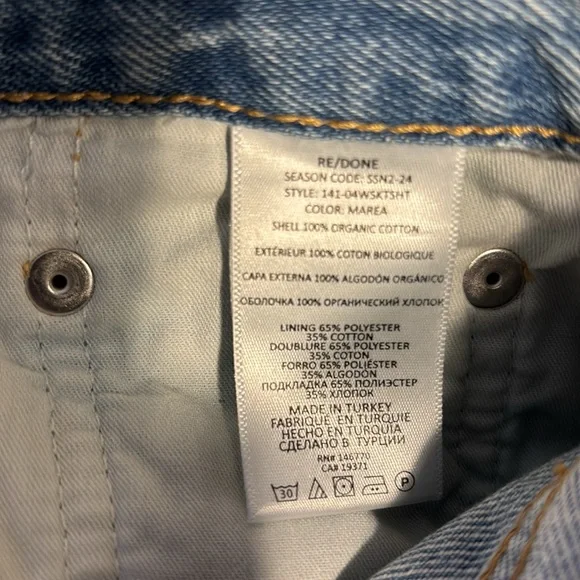 RE/DONE
SEASON CODE: SSN2-24
STYLE: 141-04WSKTSHT
COLOR: MAREA
SHELL 100% ORGANIC COTTON
EXTÉRIEUR 100% COTON BIOLOGIQUE
CAPA EXTERNA 100% ALGODÓN ORGÁNICO
ОБОЛОЧКА 100% ОРГАНИЧЕСКИЙ ХЛОПОК
LINING 65% POLYESTER
35% COTTON
DOUBLURE 65% POLYESTER
35% COTON
FORRO 65% POLIÉSTER
35% ALGODÓN
ПОДКЛАДКА 65% ПОЛИЭСТЕР
35% ХЛОПОК
MADE IN TURKEY
FABRIQUE EN TURQUIE
HECHO EN TURQUIA
СДЕЛАНО В ТУРЦИИ
RN# 146770
CA# 19371
30 P